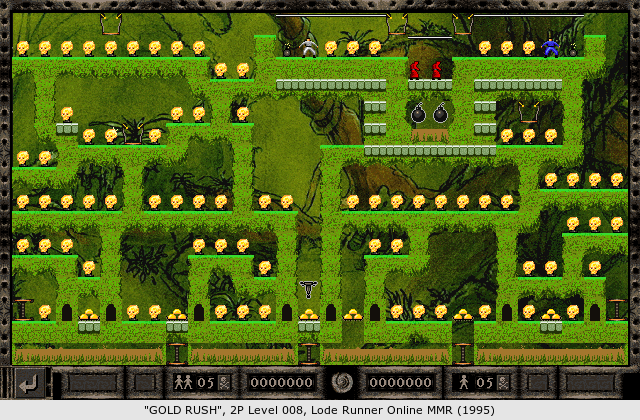 05 0000000 0000000 05
"GOLD RUSH", 2P Level 008, Lode Runner Online MMR (1995)